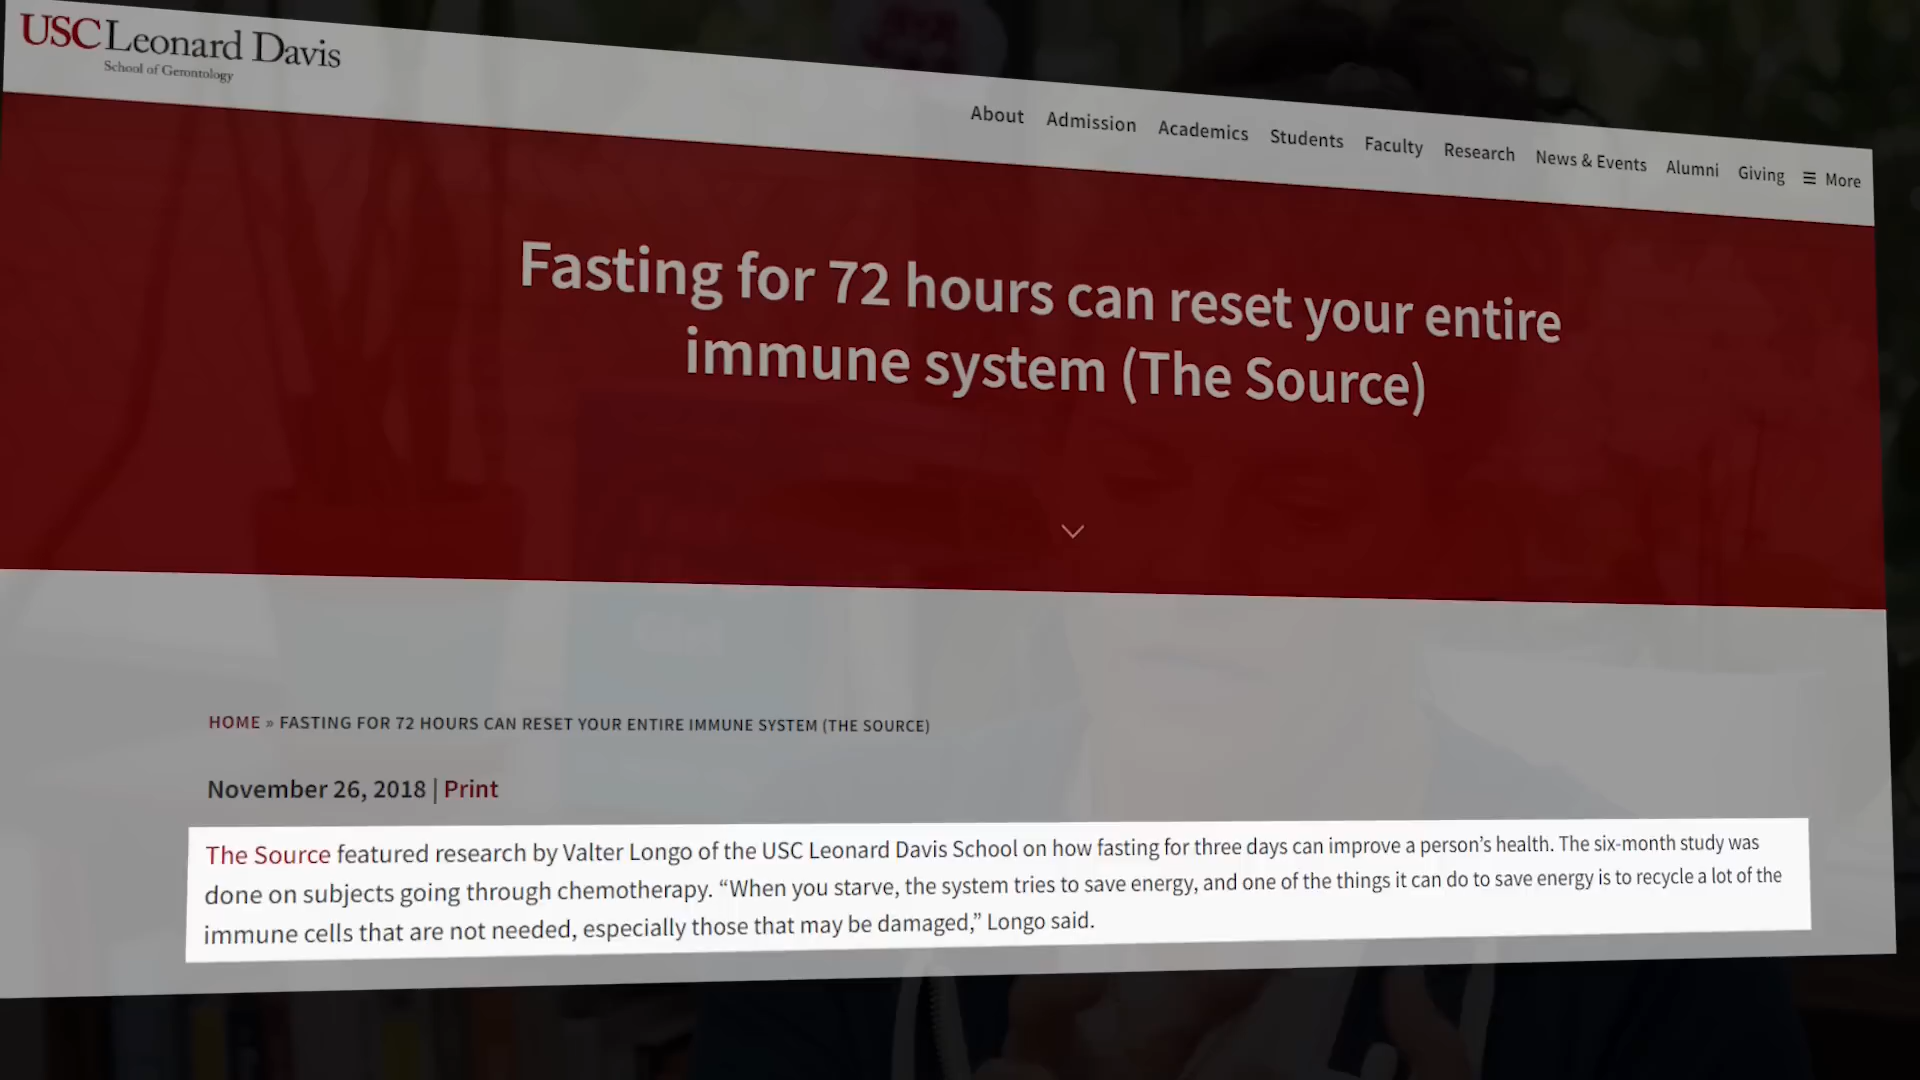 USC Leonard Davis
School of Gerontology
About Admission Academics Students Faculty Research News & Events Alumni Giving ☰ More
Fasting for 72 hours can reset your entire
immune system (The Source)
HOME » FASTING FOR 72 HOURS CAN RESET YOUR ENTIRE IMMUNE SYSTEM (THE SOURCE)
November 26, 2018 | Print
The Source featured research by Valter Longo of the USC Leonard Davis School on how fasting for three days can improve a person’s health. The six-month study was
done on subjects going through chemotherapy. “When you starve, the system tries to save energy, and one of the things it can do to save energy is to recycle a lot of the
immune cells that are not needed, especially those that may be damaged,” Longo said.